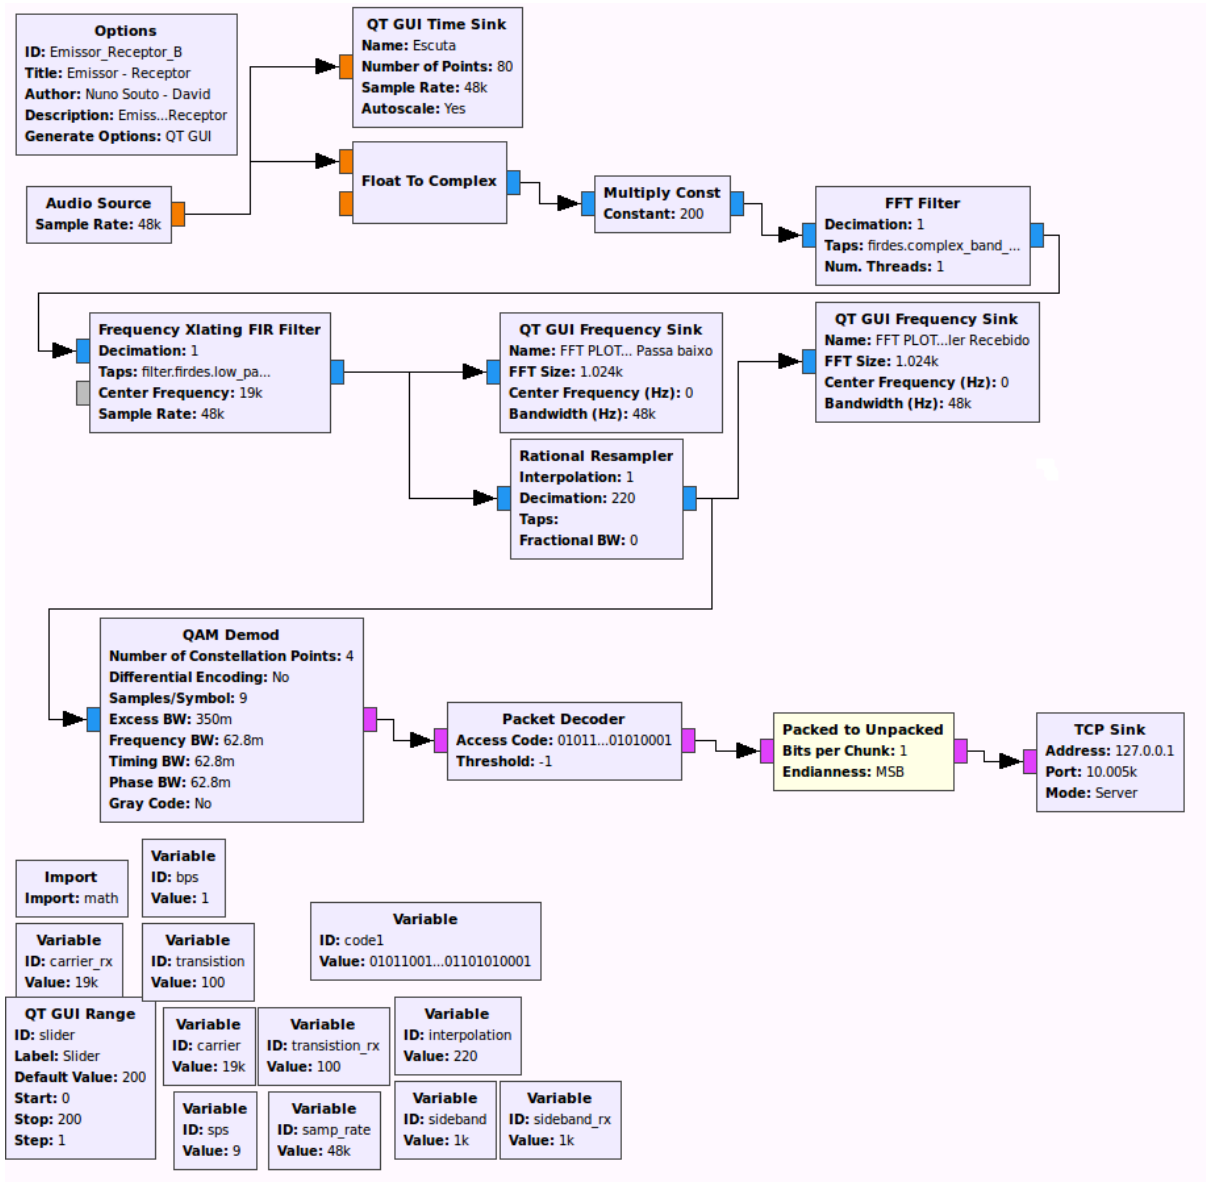 Options
ID: Emissor_Receptor_B
Title: Emissor - Receptor
Author: Nuno Souto - David
Description: Emiss...Receptor
Generate Options: QT GUI
QT GUI Time Sink
Name: Escuta
Number of Points: 80
Sample Rate: 48k
Autoscale: Yes
Audio Source
Sample Rate: 48k
Float To Complex
Multiply Const
Constant: 200
FFT Filter
Decimation: 1
Taps: firdes.complex_band_...
Num. Threads: 1
Frequency Xlating FIR Filter
Decimation: 1
Taps: filter.firdes.low_pa...
Center Frequency: 19k
Sample Rate: 48k
QT GUI Frequency Sink
Name: FFT PLOT... Passa baixo
FFT Size: 1.024k
Center Frequency (Hz): 0
Bandwidth (Hz): 48k
QT GUI Frequency Sink
Name: FFT PLOT...ler Recebido
FFT Size: 1.024k
Center Frequency (Hz): 0
Bandwidth (Hz): 48k
Rational Resampler
Interpolation: 1
Decimation: 220
Taps:
Fractional BW: 0
QAM Demod
Number of Constellation Points: 4
Differential Encoding: No
Samples/Symbol: 9
Excess BW: 350m
Frequency BW: 62.8m
Timing BW: 62.8m
Phase BW: 62.8m
Gray Code: No
Packet Decoder
Access Code: 01011...01010001
Threshold: -1
Packed to Unpacked
Bits per Chunk: 1
Endianness: MSB
TCP Sink
Address: 127.0.0.1
Port: 10.005k
Mode: Server
Import
Import: math
Variable
ID: bps
Value: 1
Variable
ID: carrier_rx
Value: 19k
Variable
ID: transistion
Value: 100
Variable
ID: code1
Value: 01011001...01101010001
QT GUI Range
ID: slider
Label: Slider
Default Value: 200
Start: 0
Stop: 200
Step: 1
Variable
ID: carrier
Value: 19k
Variable
ID: transistion_rx
Value: 100
Variable
ID: interpolation
Value: 220
Variable
ID: sps
Value: 9
Variable
ID: samp_rate
Value: 48k
Variable
ID: sideband
Value: 1k
Variable
ID: sideband_rx
Value: 1k